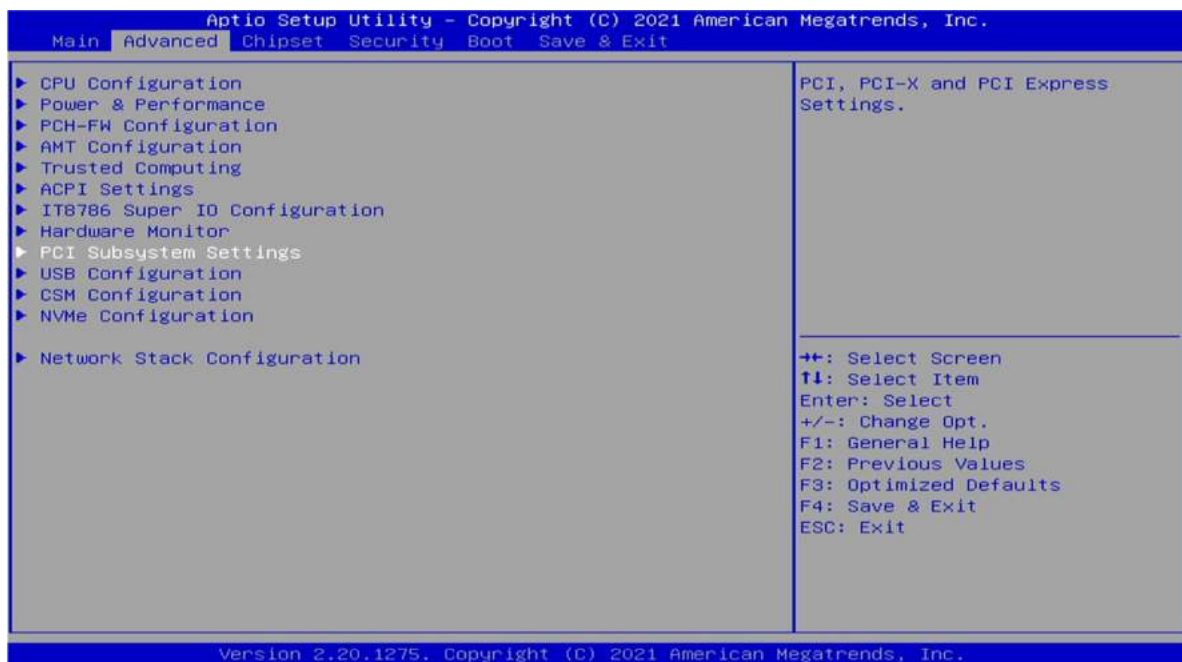 Aptio Setup Utility – Copyright (C) 2021 American Megatrends, Inc.
Main Advanced Chipset Security Boot Save & Exit
► CPU Configuration
► Power & Performance
► PCH-FW Configuration
► AMT Configuration
► Trusted Computing
► ACPI Settings
► IT8786 Super IO Configuration
► Hardware Monitor
► PCI Subsystem Settings
► USB Configuration
► CSM Configuration
► NVMe Configuration
► Network Stack Configuration
PCI, PCI-X and PCI Express
Settings.
→←: Select Screen
↑↓: Select Item
Enter: Select
+/-: Change Opt.
F1: General Help
F2: Previous Values
F3: Optimized Defaults
F4: Save & Exit
ESC: Exit
Version 2.20.1275. Copyright (C) 2021 American Megatrends, Inc.